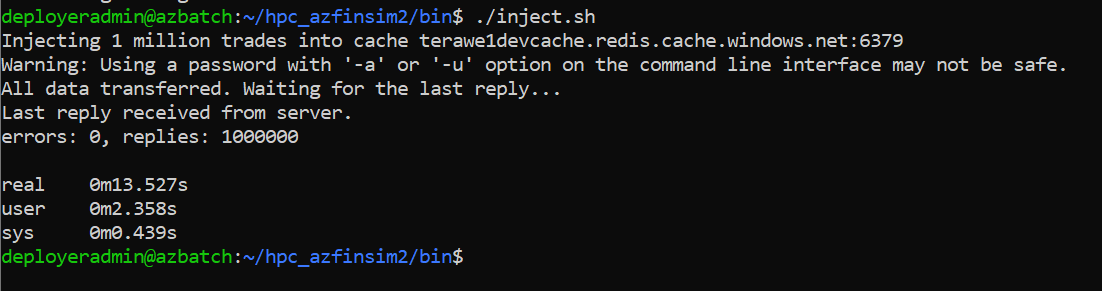 deployeradmin@azbatch:~/hpc_azfinsim2/bin$ ./inject.sh
Injecting 1 million trades into cache terawe1devcache.redis.cache.windows.net:6379
Warning: Using a password with '-a' or '-u' option on the command line interface may not be safe.
All data transferred. Waiting for the last reply...
Last reply received from server.
errors: 0, replies: 1000000

real    0m13.527s
user    0m2.358s
sys     0m0.439s
deployeradmin@azbatch:~/hpc_azfinsim2/bin$